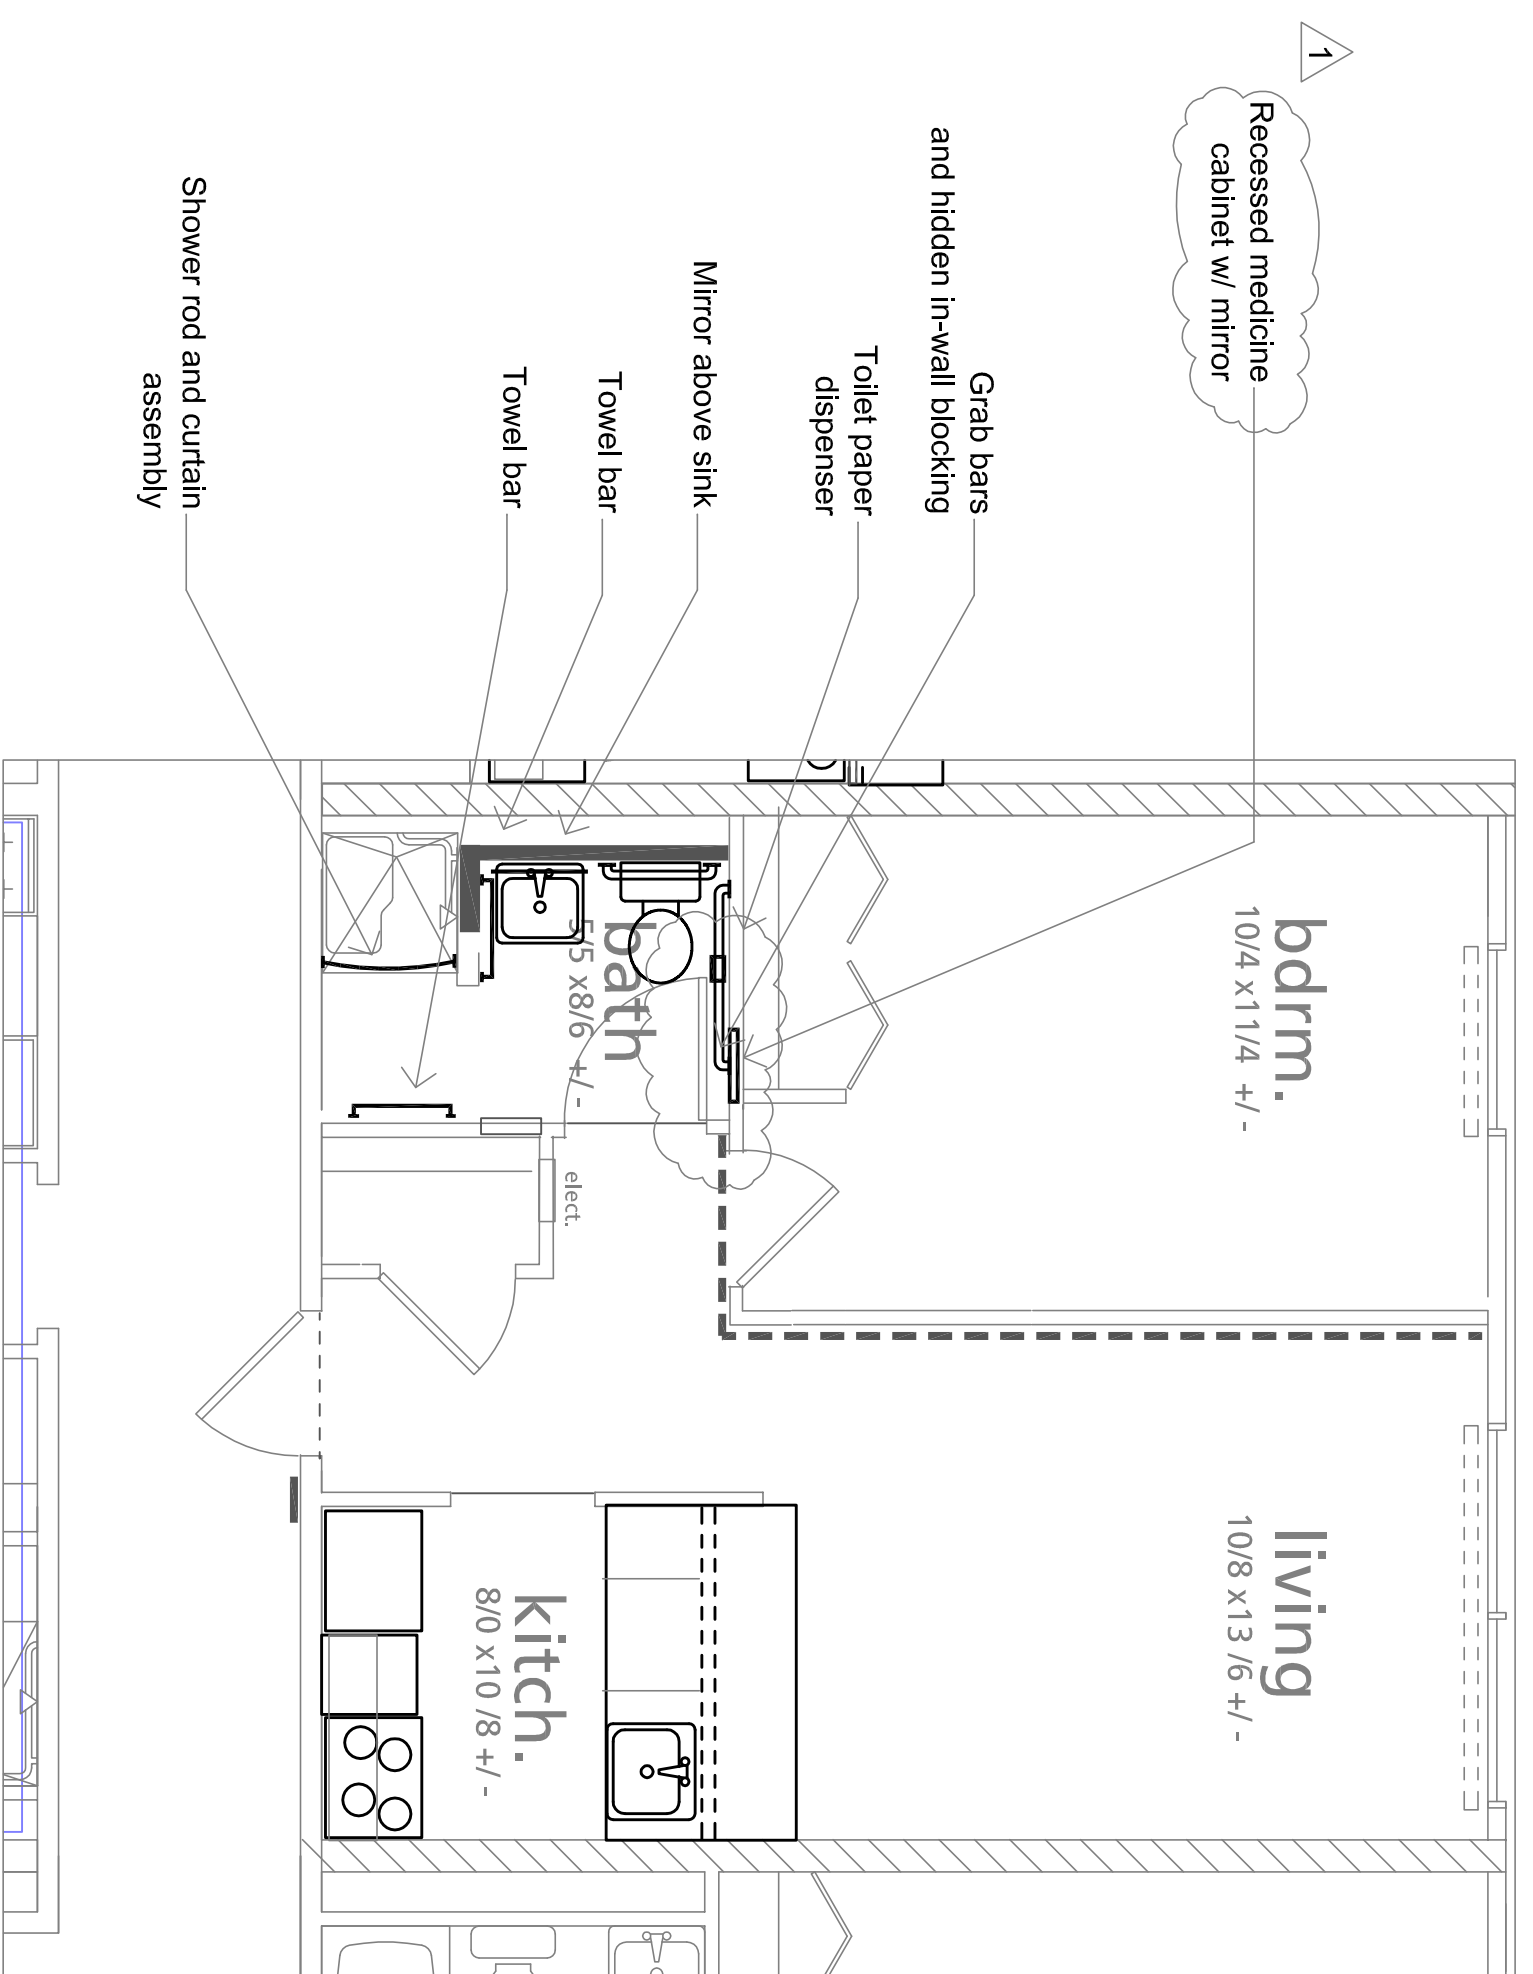 1
Recessed medicine
cabinet w/ mirror
Grab bars
and hidden in-wall blocking
Toilet paper
dispenser
Mirror above sink
Towel bar
Towel bar
Shower rod and curtain
assembly
bdrm.
10/4 x11/4 +/-
living
10/8 x13 /6 +/-
bath
5/5 x8/6 +/-
elect.
kitch.
8/0 x10 /8 +/-